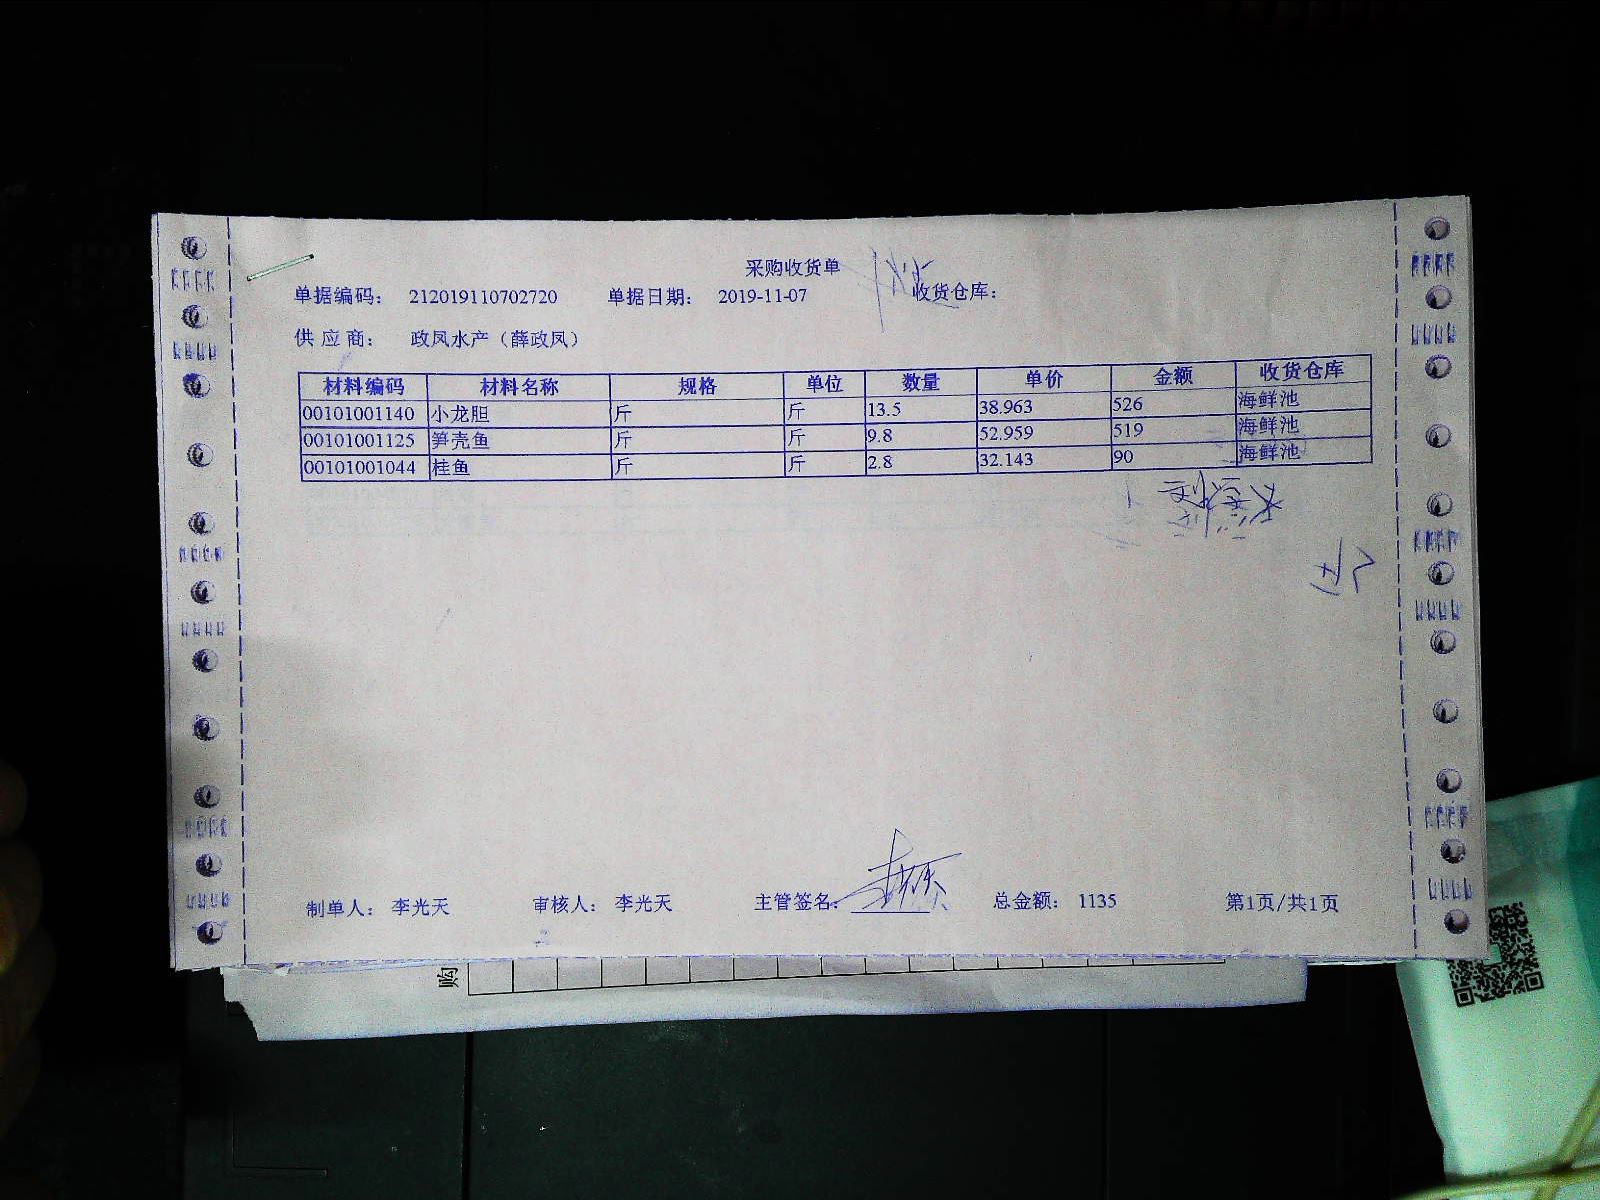 采购收货单
单据编码： 212019110702720 单据日期： 2019-11-07 收货仓库：
供 应 商： 政凤水产（薛政凤）
材料编码 材料名称 规格 单位 数量 单价 金额 收货仓库
00101001140 小龙胆 斤 斤 13.5 38.963 526 海鲜池
00101001125 笋壳鱼 斤 斤 9.8 52.959 519 海鲜池
00101001044 桂鱼 斤 斤 2.8 32.143 90 海鲜池
制单人： 李光天 审核人： 李光天 主管签名： 总金额： 1135 第1页/共1页
购